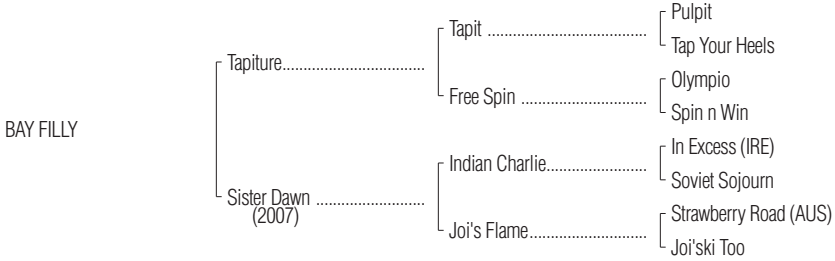 Pulpit
Tapit ..........................................
Tap Your Heels
Tapiture.....................................
Olympio
Free Spin .................................
Spin n Win
BAY FILLY
In Excess (IRE)
Indian Charlie...........................
Soviet Sojourn
Sister Dawn ............................
(2007)
Strawberry Road (AUS)
Joi's Flame...............................
Joi'ski Too